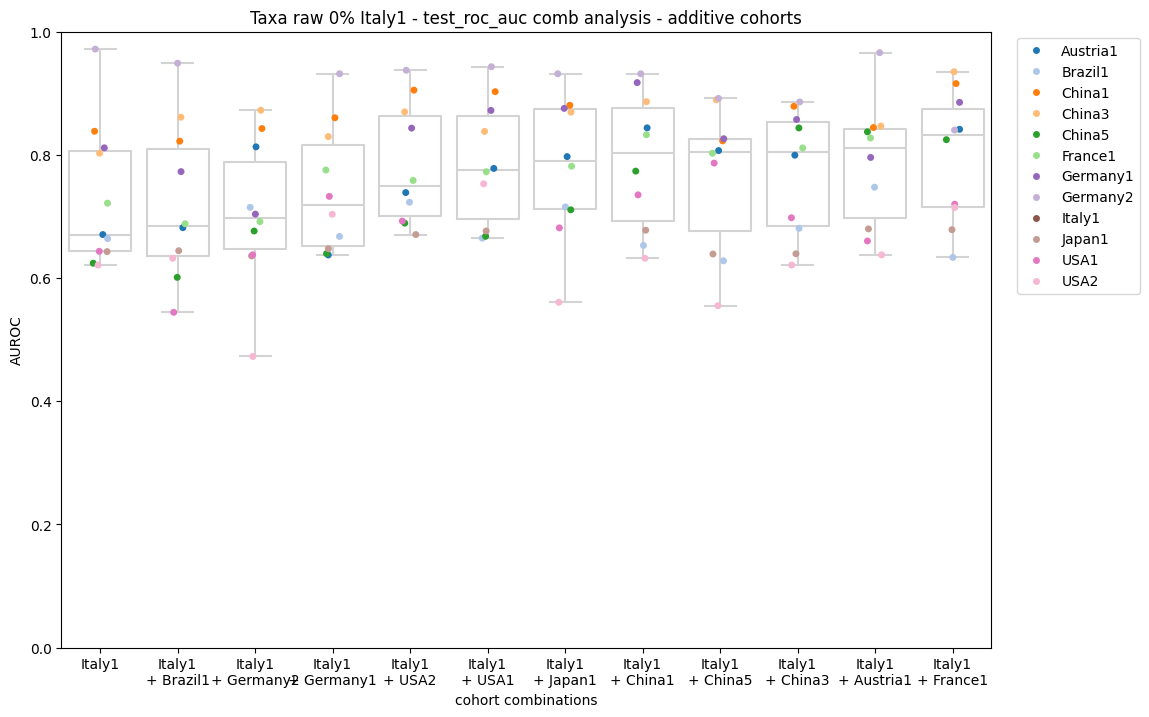 Taxa raw 0% Italy1 - test_roc_auc comb analysis - additive cohorts
1.0
0.8
0.6
0.4
0.2
0.0
AUROC
Italy1
Italy1
+ Brazil1
Italy1
+ Germany2
Italy1
+ Germany1
Italy1
+ USA2
Italy1
+ USA1
Italy1
+ Japan1
Italy1
+ China1
Italy1
+ China5
Italy1
+ China3
Italy1
+ Austria1
Italy1
+ France1
cohort combinations
Austria1
Brazil1
China1
China3
China5
France1
Germany1
Germany2
Italy1
Japan1
USA1
USA2